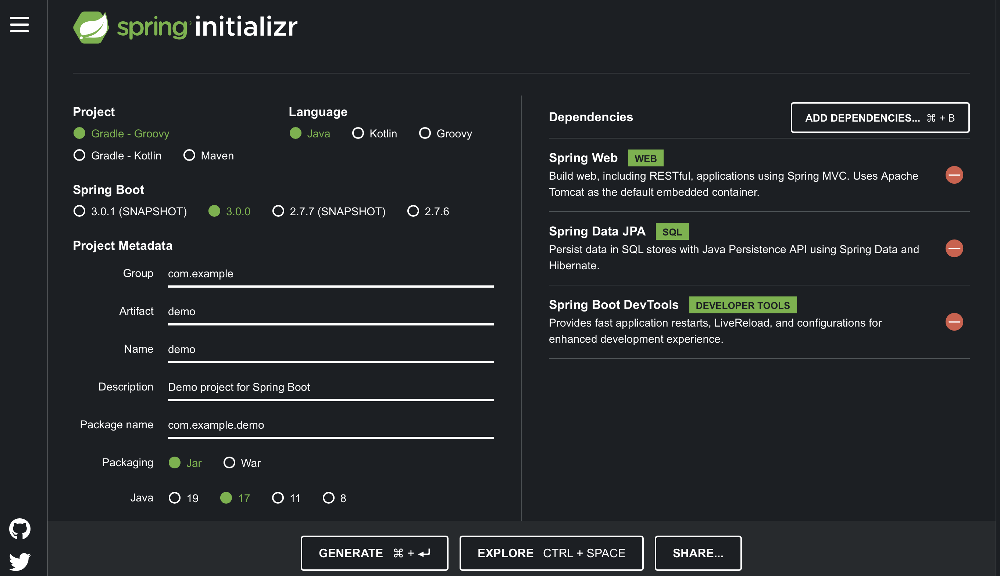 spring® initializr
Project
Gradle - Groovy
Gradle - Kotlin Maven
Language
Java Kotlin Groovy
Spring Boot
3.0.1 (SNAPSHOT) 3.0.0 2.7.7 (SNAPSHOT) 2.7.6
Project Metadata
Group com.example
Artifact demo
Name demo
Description Demo project for Spring Boot
Package name com.example.demo
Packaging Jar War
Java 19 17 11 8
Dependencies
ADD DEPENDENCIES... ⌘ + B
Spring Web WEB
Build web, including RESTful, applications using Spring MVC. Uses Apache
Tomcat as the default embedded container.
Spring Data JPA SQL
Persist data in SQL stores with Java Persistence API using Spring Data and
Hibernate.
Spring Boot DevTools DEVELOPER TOOLS
Provides fast application restarts, LiveReload, and configurations for
enhanced development experience.
GENERATE ⌘ + ⏎
EXPLORE CTRL + SPACE
SHARE...